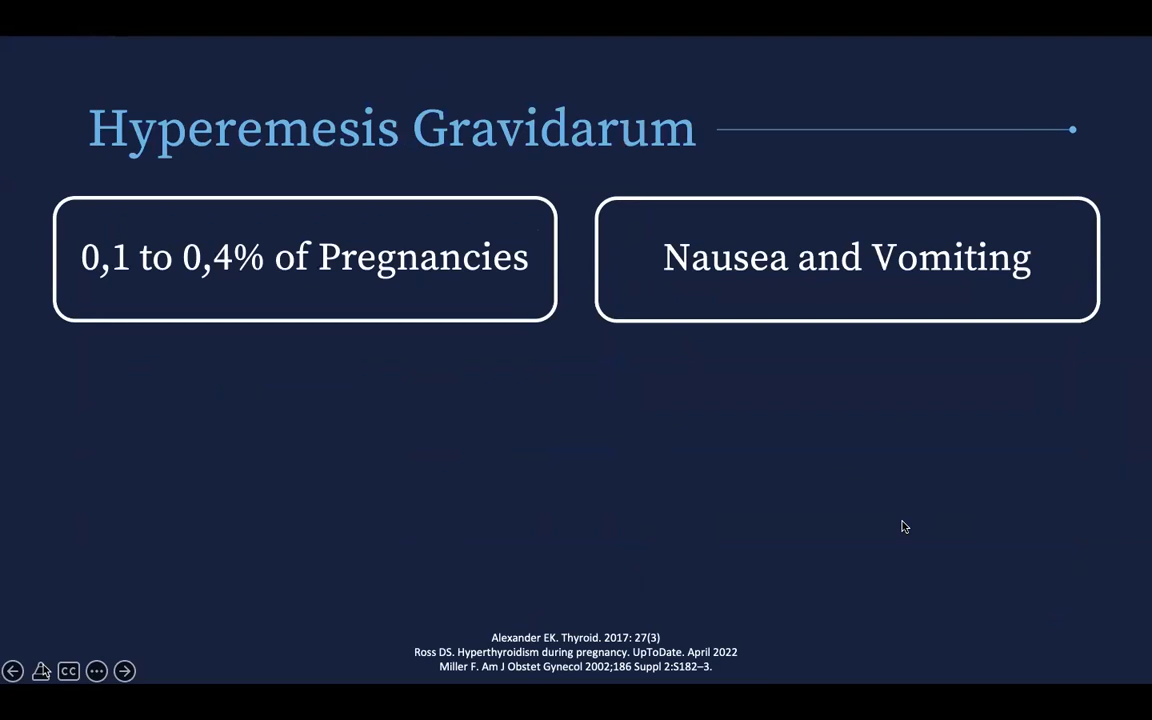 Hyperemesis Gravidarum
0,1 to 0,4% of Pregnancies
Nausea and Vomiting
Alexander EK. Thyroid. 2017: 27(3)
Ross DS. Hyperthyroidism during pregnancy. UpToDate. April 2022
Miller F. Am J Obstet Gynecol 2002;186 Suppl 2:S182–3.
CC